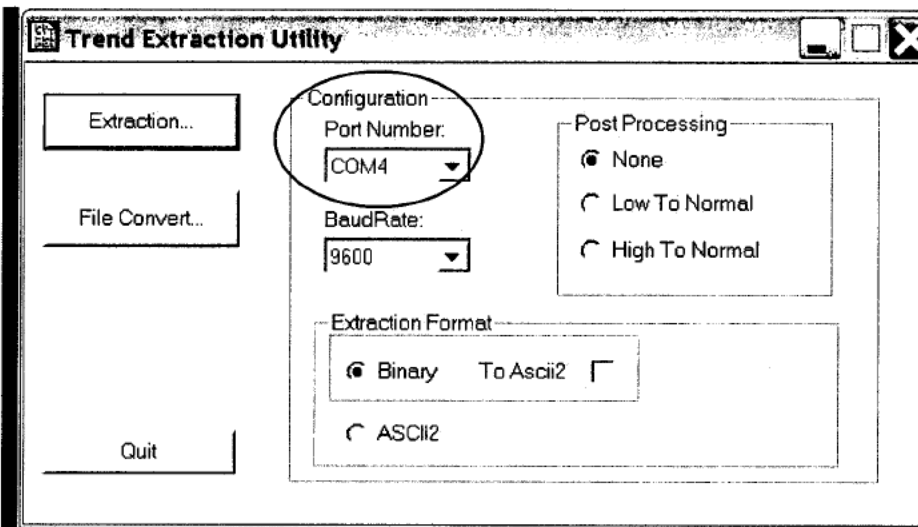 Trend Extraction Utility
Extraction...
File Convert...
Quit
Configuration
Port Number:
COM4
BaudRate:
9600
Post Processing
None
Low To Normal
High To Normal
Extraction Format
Binary To Ascii2
ASCII2